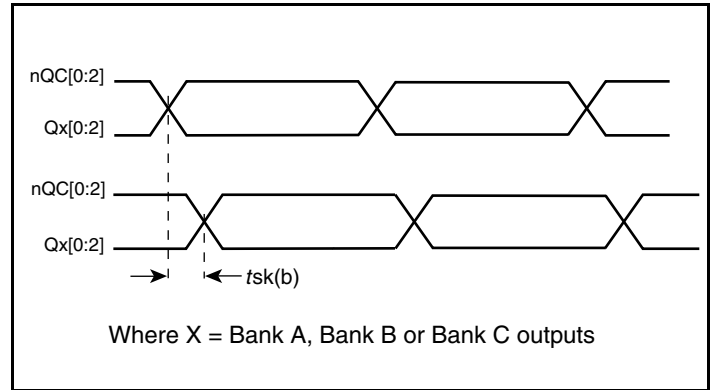 nQC[0:2]
Qx[0:2]
nQC[0:2]
Qx[0:2]
tsk(b)
Where X = Bank A, Bank B or Bank C outputs